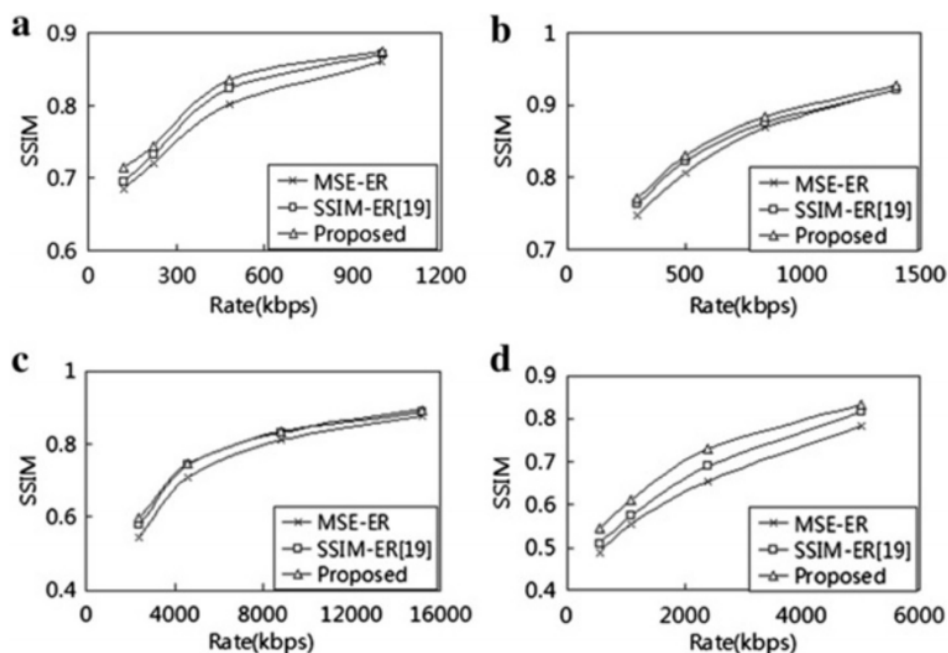 a
0.9
0.8
0.7
0.6
SSIM
0 300 600 900 1200
Rate(kbps)
MSE-ER
SSIM-ER[19]
Proposed
b
1
0.9
0.8
0.7
SSIM
0 500 1000 1500
Rate(kbps)
MSE-ER
SSIM-ER[19]
Proposed
c
1
0.8
0.6
0.4
SSIM
0 4000 8000 12000 16000
Rate(kbps)
MSE-ER
SSIM-ER[19]
Proposed
d
0.9
0.8
0.7
0.6
0.5
0.4
SSIM
0 2000 4000 6000
Rate(kbps)
MSE-ER
SSIM-ER[19]
Proposed